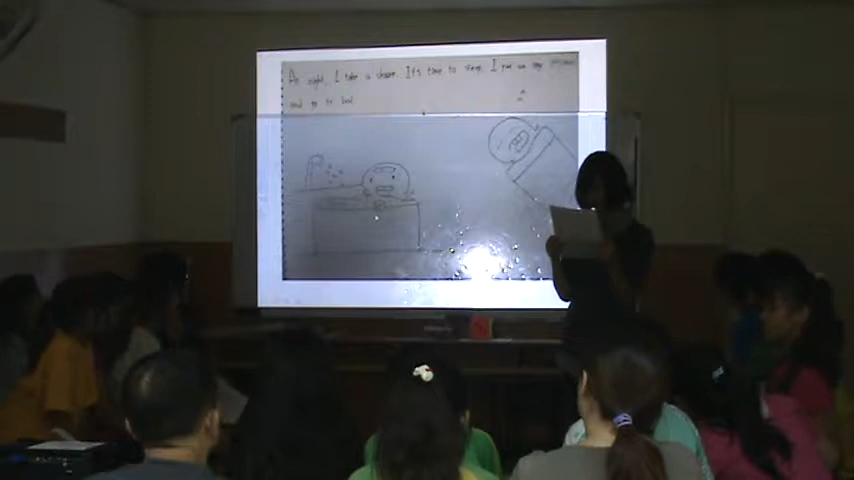 At night, I take a shower. It's time to sleep. I put on my
and go to bed.